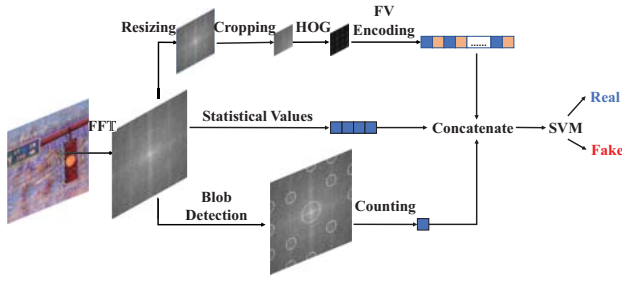 Resizing
Cropping
HOG
FV
Encoding
......
FFT
Statistical Values
Concatenate
SVM
Real
Fake
Blob
Detection
Counting